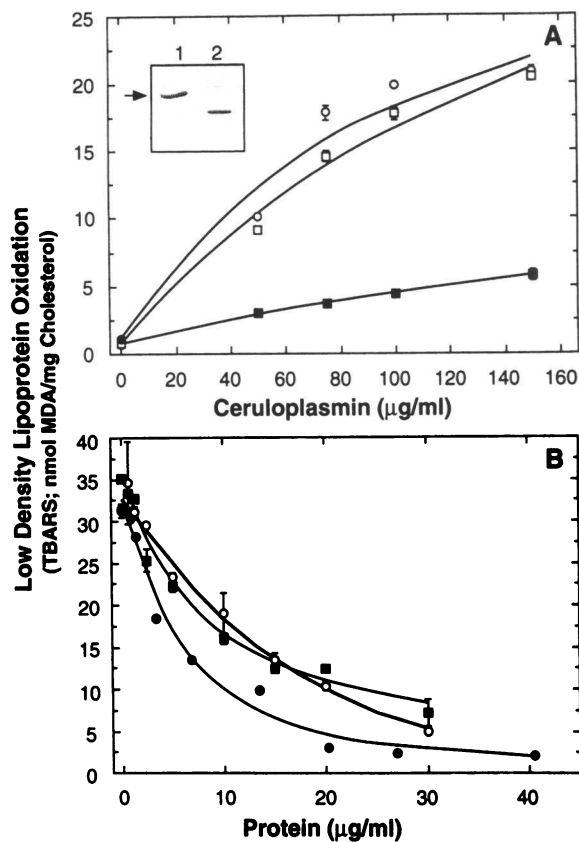 A
1 2
25
20
15
10
5
0
0 20 40 60 80 100 120 140 160
Ceruloplasmin (μg/ml)
Low Density Lipoprotein Oxidation
(TBARS; nmol MDA/mg Cholesterol)
B
40
35
30
25
20
15
10
5
0
0 10 20 30 40
Protein (μg/ml)